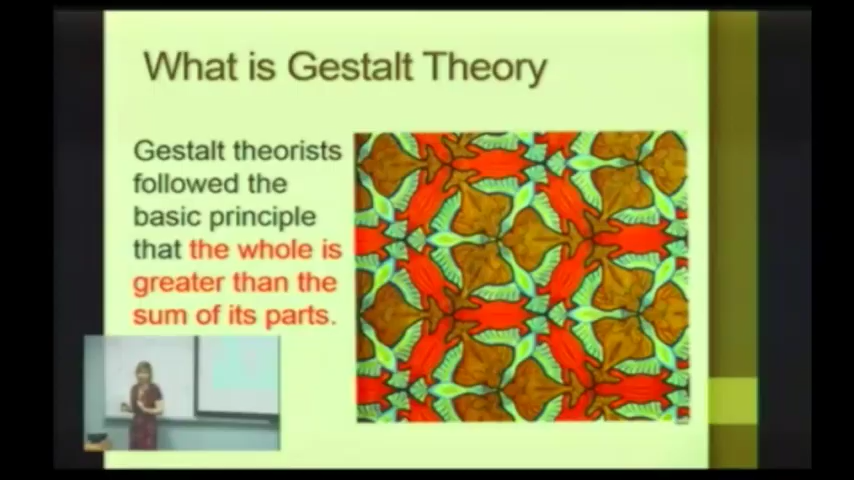 What is Gestalt Theory
Gestalt theorists
followed the
basic principle
that the whole is
greater than the
sum of its parts.